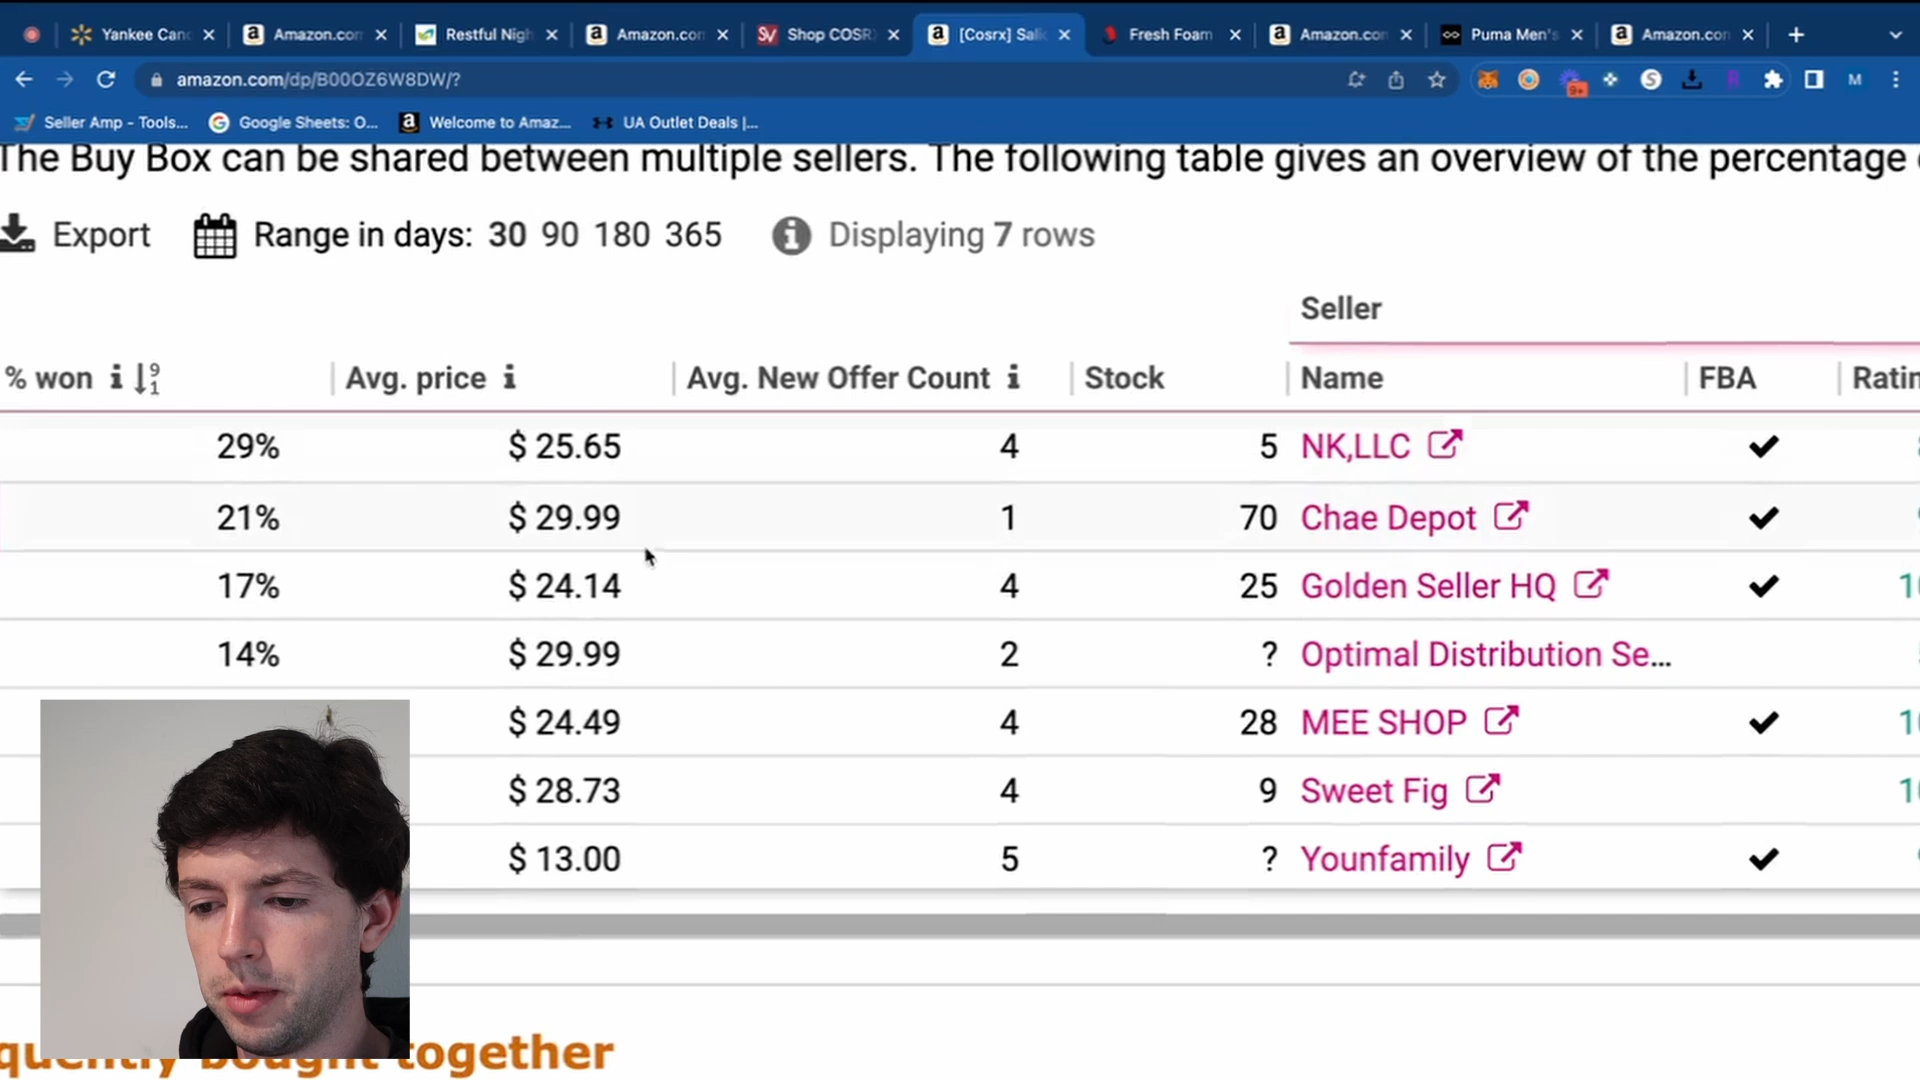 Yankee Can
Amazon.con
Restful Nigh
Amazon.con
Shop COSR
[Cosrx] Sali
Fresh Foam
Amazon.con
Puma Men's
Amazon.con
amazon.com/dp/B00OZ6W8DW/?
9+
M
Seller Amp - Tools...
Google Sheets: O...
Welcome to Amaz...
UA Outlet Deals |...
The Buy Box can be shared between multiple sellers. The following table gives an overview of the percentage
Export
Range in days: 30 90 180 365
Displaying 7 rows
Seller
% won
Avg. price
Avg. New Offer Count
Stock
Name
FBA
Ratin
29% $ 25.65 4 5 NK,LLC
21% $ 29.99 1 70 Chae Depot
17% $ 24.14 4 25 Golden Seller HQ
14% $ 29.99 2 ? Optimal Distribution Se...
$ 24.49 4 28 MEE SHOP
$ 28.73 4 9 Sweet Fig
$ 13.00 5 ? Younfamily
quently bought together